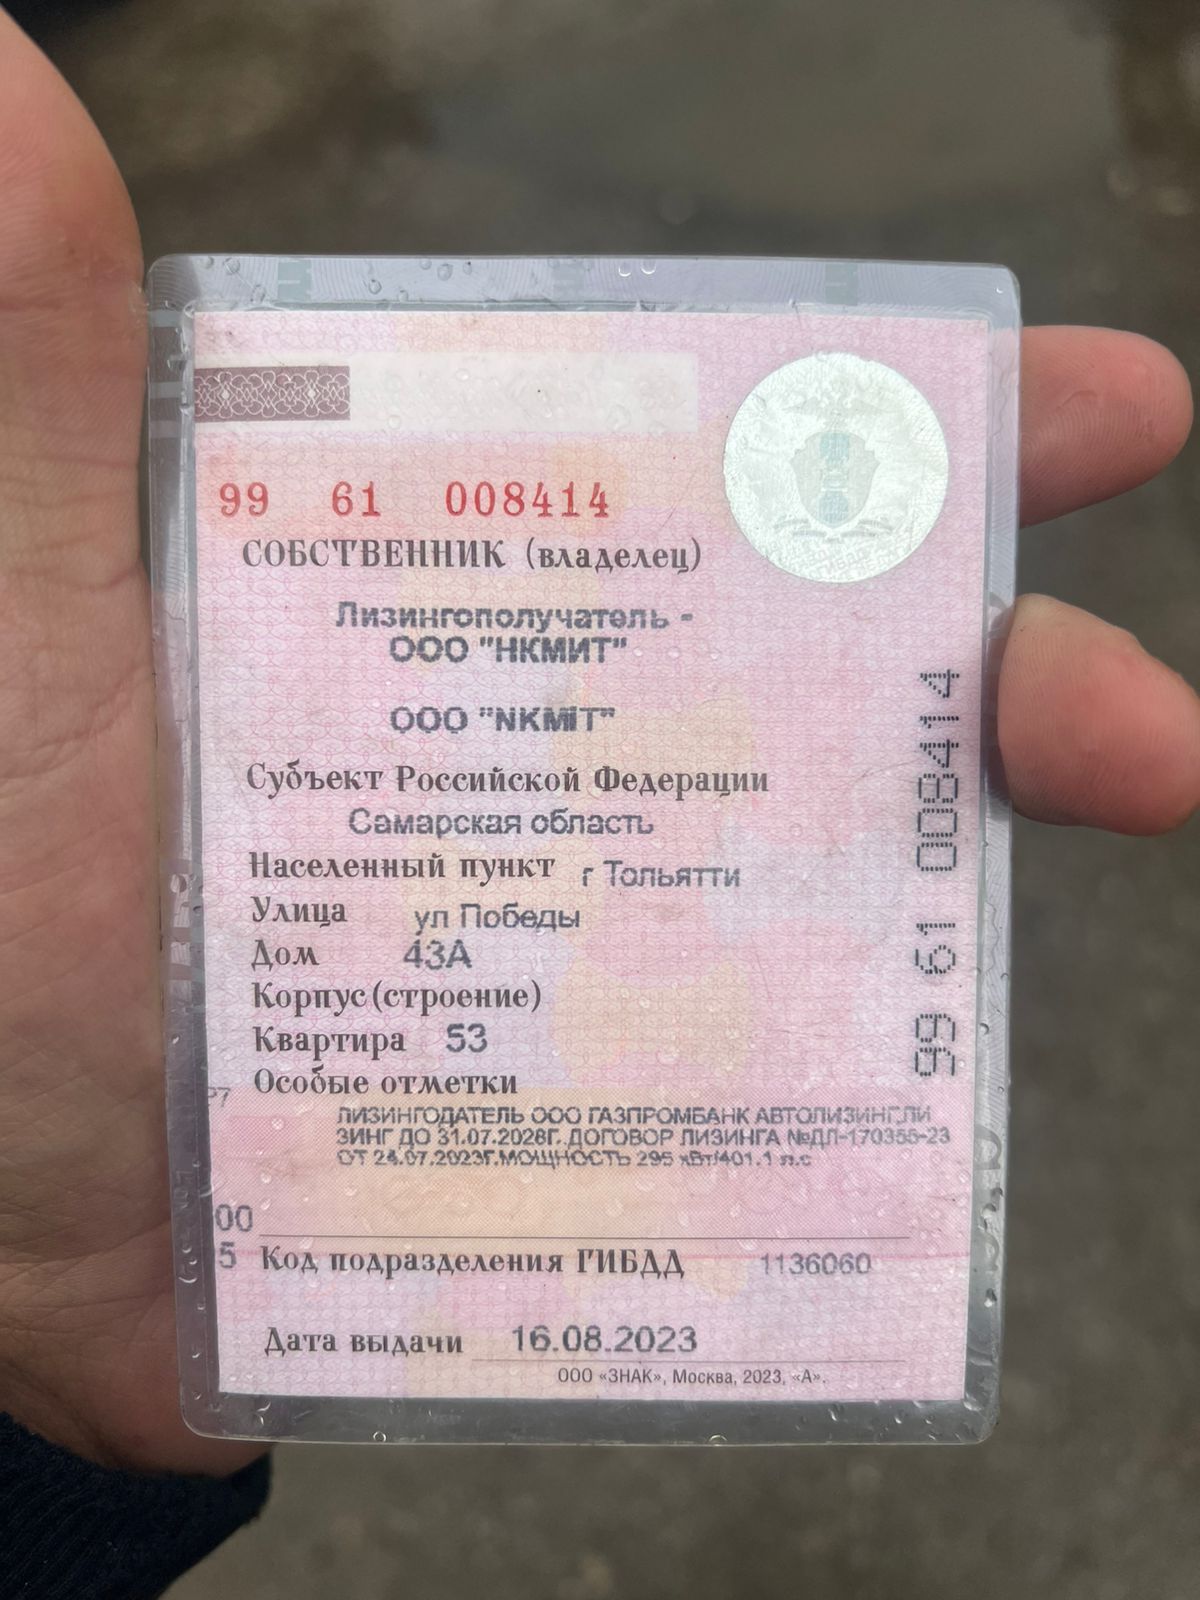 99 61 008414
СОБСТВЕННИК (владелец)
Лизингополучатель -
ООО "НКМИТ"
ООО "NKMIT"
Субъект Российской Федерации
Самарская область
Населенный пункт г Тольятти
Улица ул Победы
Дом 43А
Корпус(строение)
Квартира 53
Особые отметки
Р7
ЛИЗИНГОДАТЕЛЬ ООО ГАЗПРОМБАНК АВТОЛИЗИНГ,ЛИ
ЗИНГ ДО 31.07.2028Г. ДОГОВОР ЛИЗИНГА №ДЛ-170355-23
ОТ 24.07.2023Г.МОЩНОСТЬ 295 кВт/401.1 л.с
00
5 Код подразделения ГИБДД 1136060
Дата выдачи 16.08.2023
ООО «ЗНАК», Москва, 2023, «А».
99 61 008414